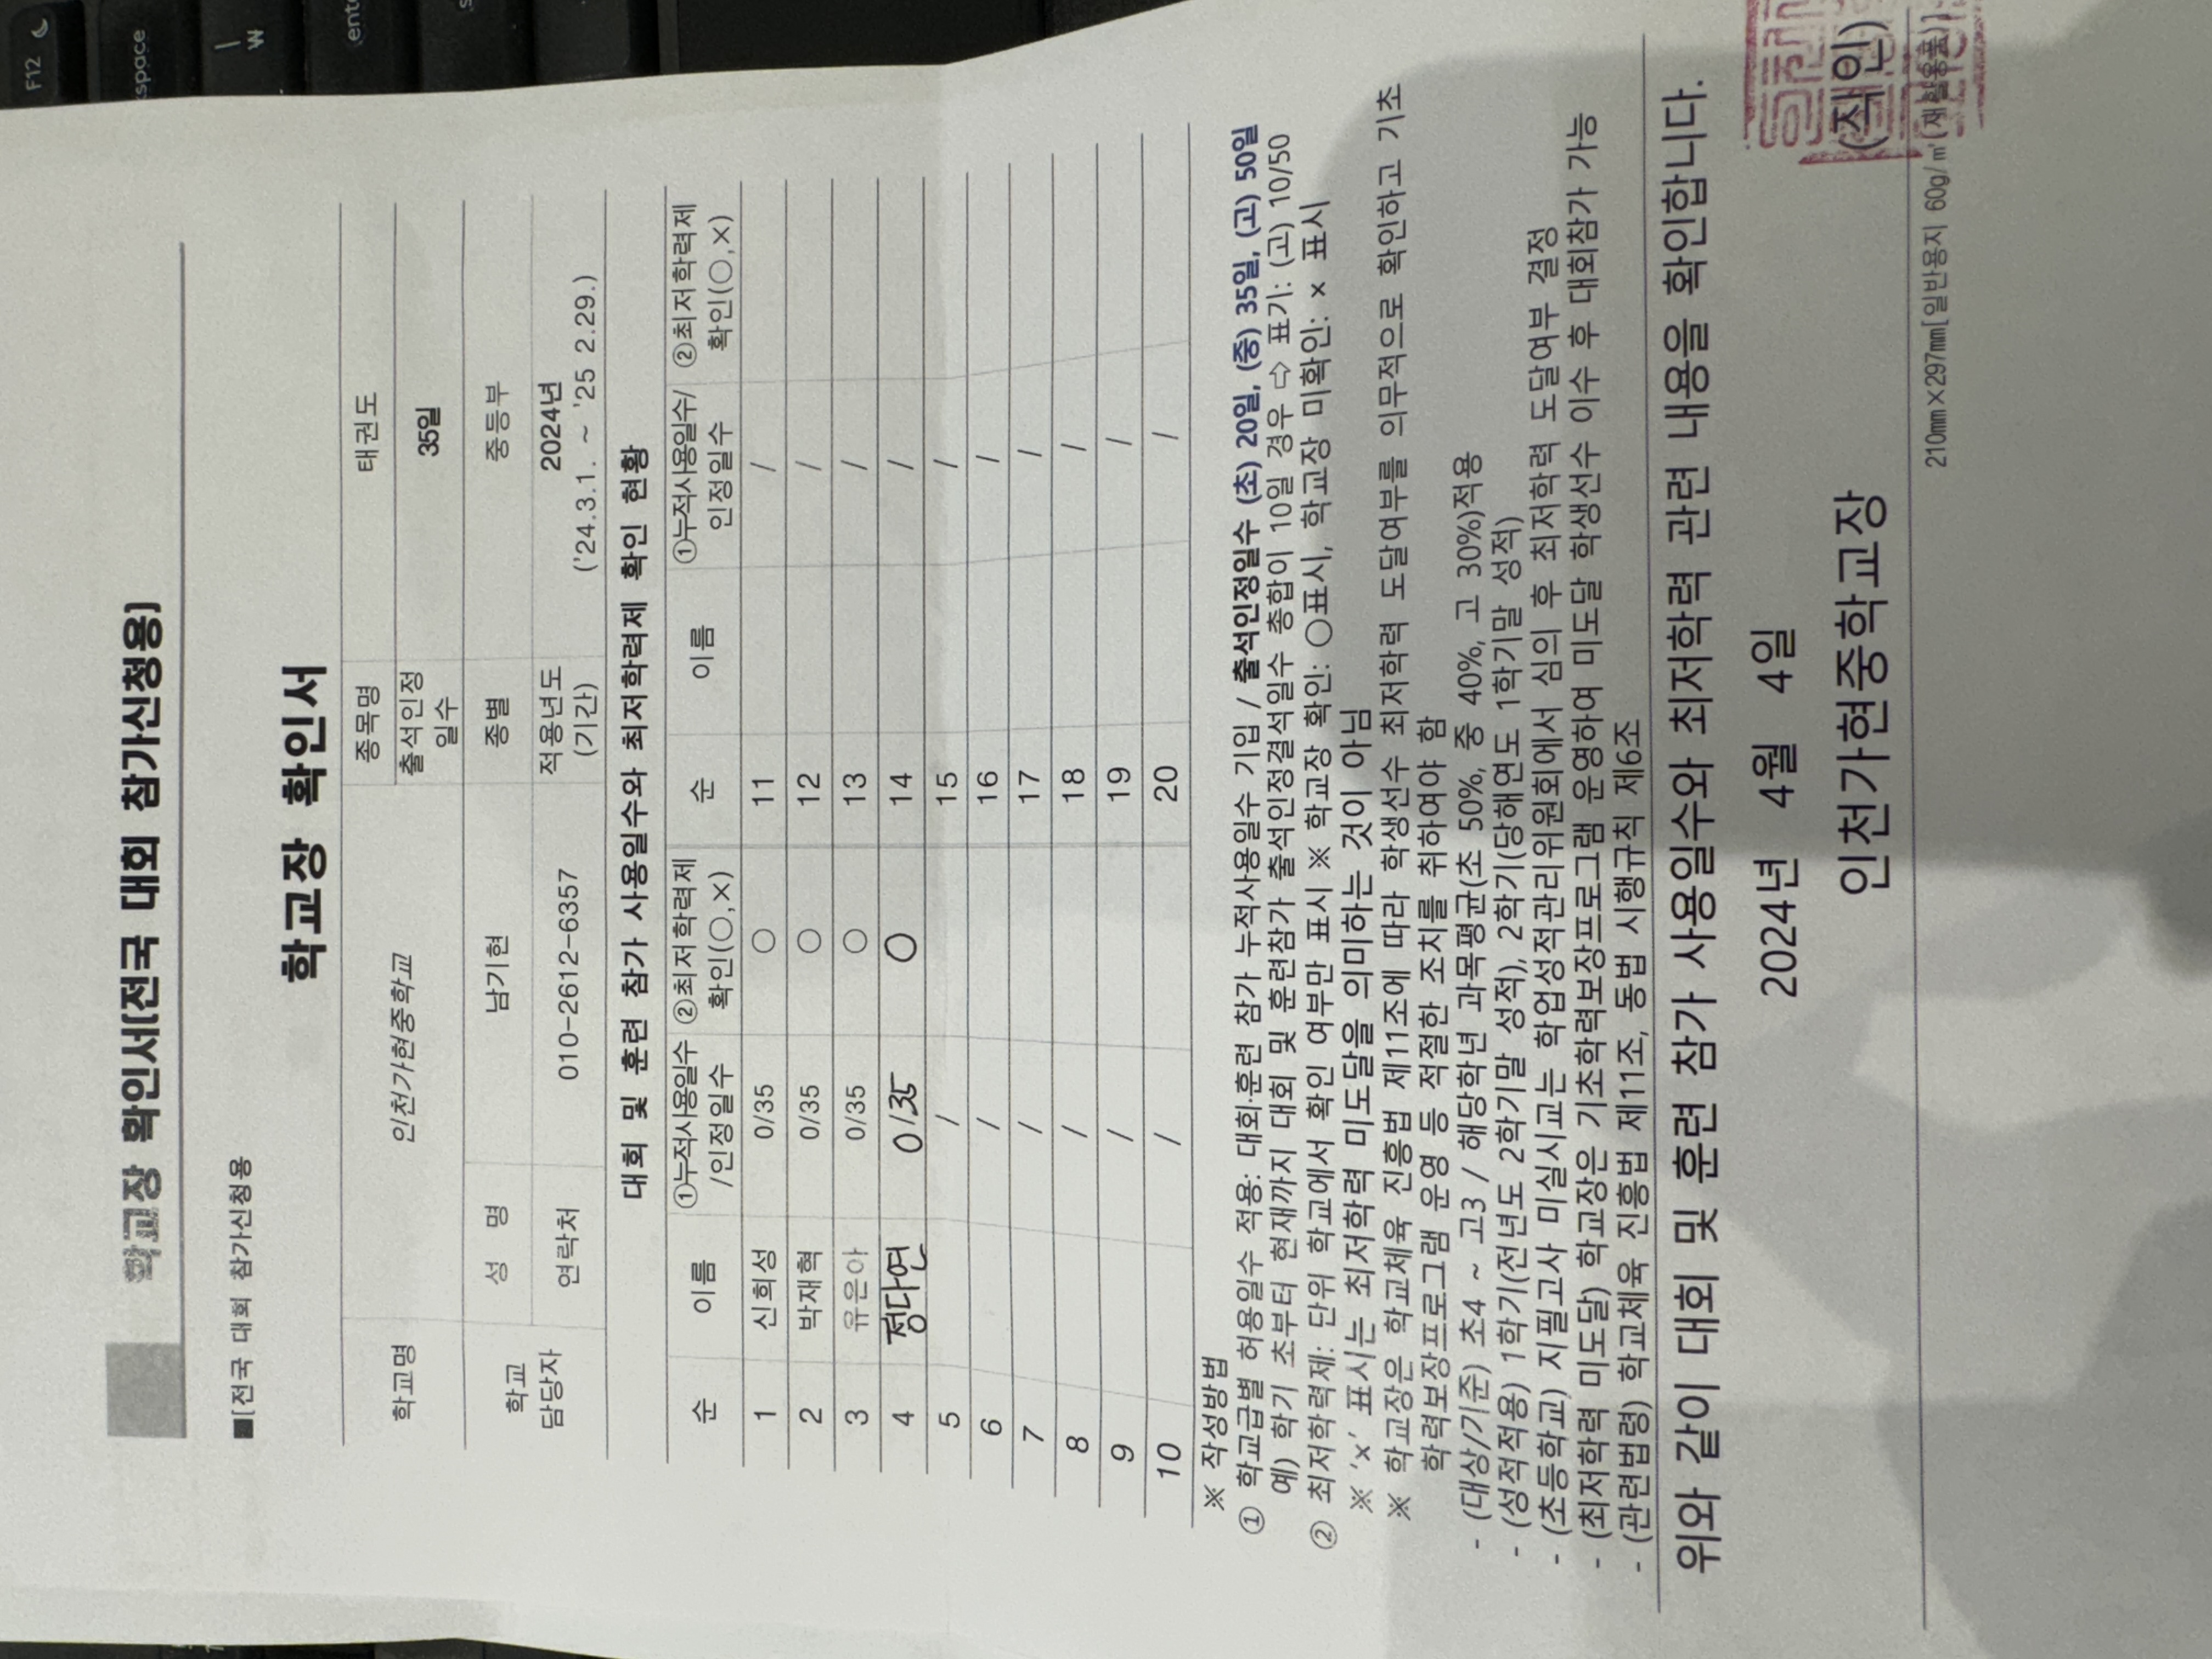 학교장 확인서(전국 대회 참가신청용)
■[전국 대회 참가신청용
학교장 확인서
학교명 인천가현중학교 종목명 태권도
출석인정일수 35일
학교 담당자 성 명 남기현 종별 중등부
연락처 010-2612-6357 적용년도(기간) 2024년
('24.3.1. ~ '25 2.29.)
대회 및 훈련 참가 사용일수와 최저학력제 확인 현황
순 이름 ①누적사용일수/인정일수 ②최저학력제 확인(○,×) 순 이름 ①누적사용일수/인정일수 ②최저학력제 확인(○,×)
1 신희성 0/35 ○ 11 /
2 박재혁 0/35 ○ 12 /
3 유은아 0/35 ○ 13 /
4 정다연 0/35 ○ 14 /
5 / 15 /
6 / 16 /
7 / 17 /
8 / 18 /
9 / 19 /
10 / 20 /
※ 작성방법
① 학교급별 허용일수 적용: 대회·훈련 참가 누적사용일수 기입 / 출석인정일수 (초) 20일, (중) 35일, (고) 50일
예) 학기 초부터 현재까지 대회 및 훈련참가 출석인정결석일수 총합이 10일 경우 ⇨ 표기: (고) 10/50
② 최저학력제: 단위 학교에서 확인 여부만 표시 ※ 학교장 확인: ○표시, 학교장 미확인: × 표시
※ '×' 표시는 최저학력 미도달을 의미하는 것이 아님
※ 학교장은 학교체육 진흥법 제11조에 따라 학생선수 최저학력 도달여부를 의무적으로 확인하고 기초
학력보장프로그램 운영 등 적절한 조치를 취하여야 함
- (대상/기준) 초4 ~ 고3 / 해당학년 과목평균(초 50%, 중 40%, 고 30%)적용
- (성적적용) 1학기(전년도 2학기말 성적), 2학기(당해연도 1학기말 성적)
- (초등학교) 지필고사 미실시교는 학업성적관리위원회에서 심의 후 최저학력 도달여부 결정
- (최저학력 미도달) 학교장은 기초학력보장프로그램 운영하여 미도달 학생선수 이수 후 대회참가 가능
- (관련법령) 학교체육 진흥법 제11조, 동법 시행규칙 제6조
위와 같이 대회 및 훈련 참가 사용일수와 최저학력 관련 내용을 확인합니다.
2024년 4월 4일
인천가현중학교장 (직인)
210㎜×297㎜[일반용지 60g/㎡(재활용품)]
F12
space
W
ent